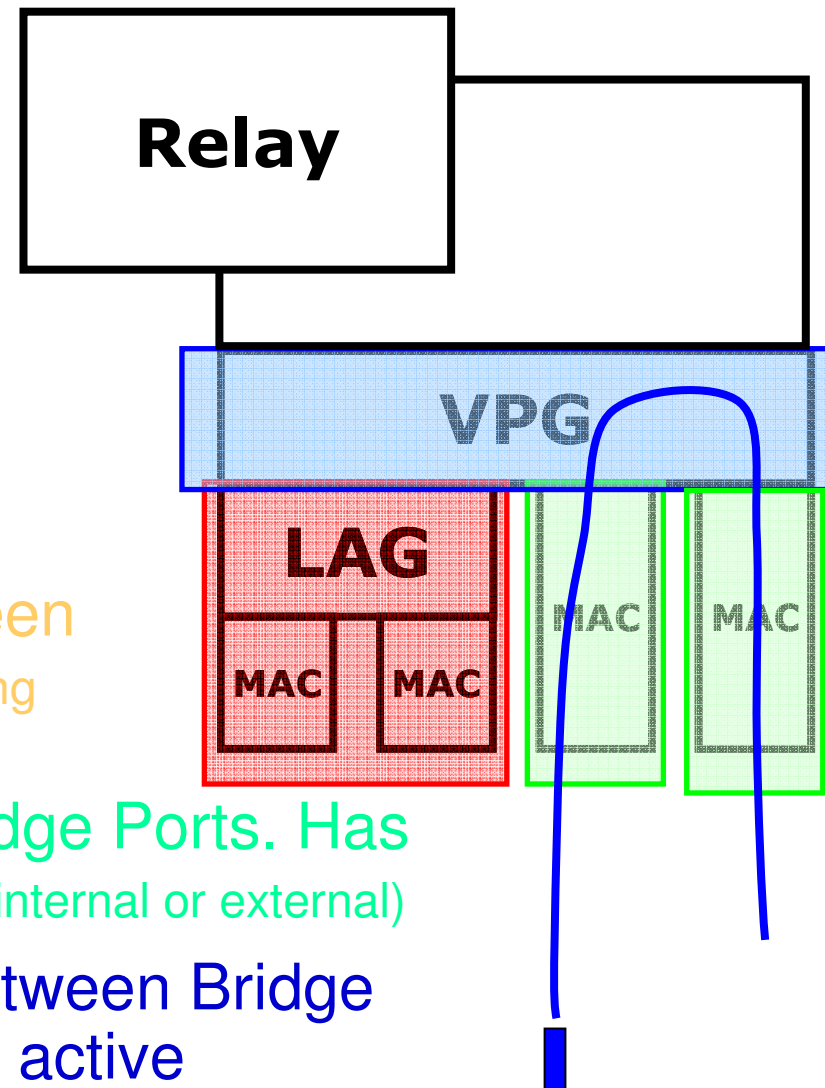 Relay
VPG
LAG
MAC MAC
MAC MAC
een
ng
dge Ports. Has
internal or external)
tween Bridge
active